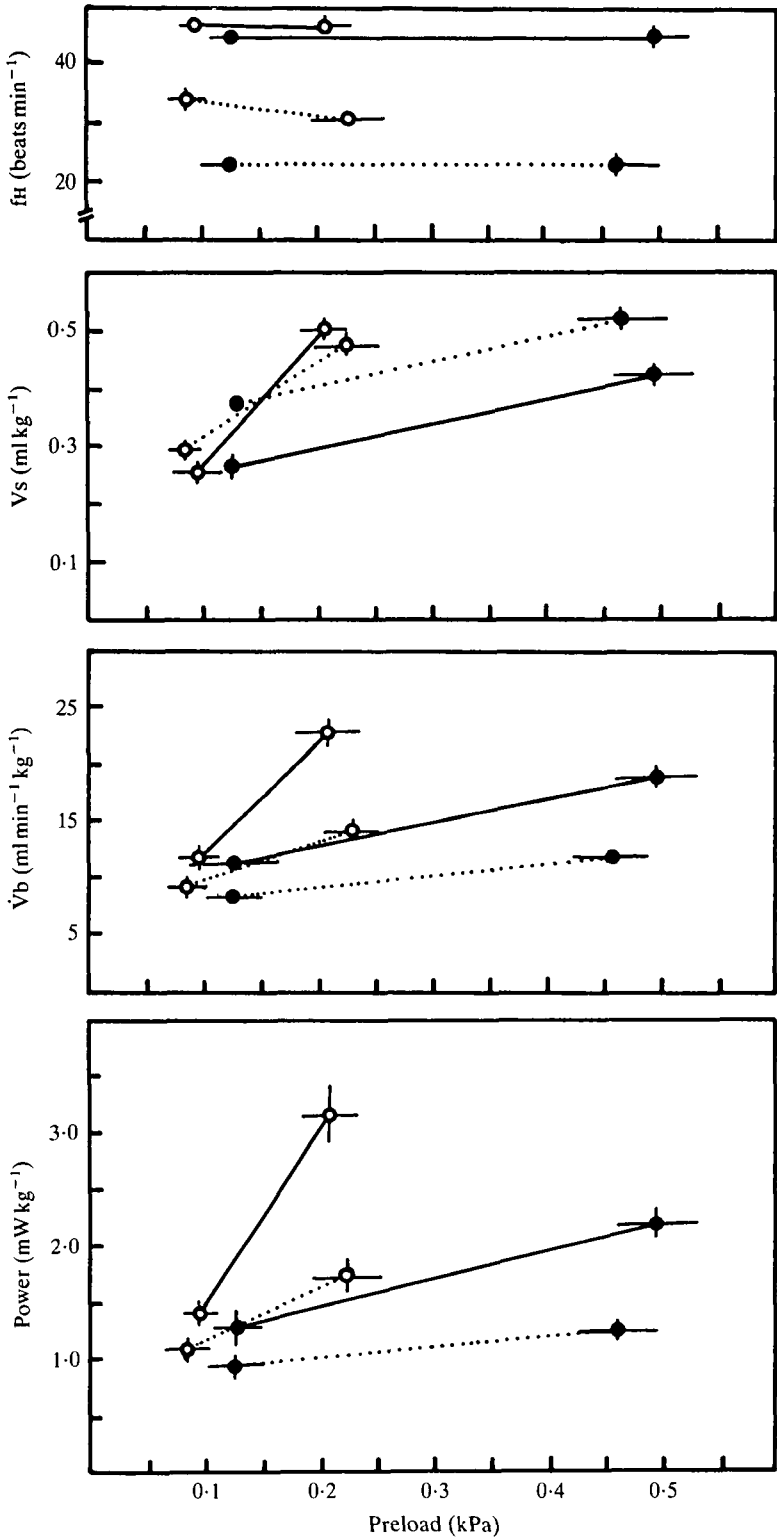 fH (beats min⁻¹)
40
20
Vs (ml kg⁻¹)
0·5
0·3
0·1
V̇b (ml min⁻¹ kg⁻¹)
25
15
5
Power (mW kg⁻¹)
3·0
2·0
1·0
0·1 0·2 0·3 0·4 0·5
Preload (kPa)